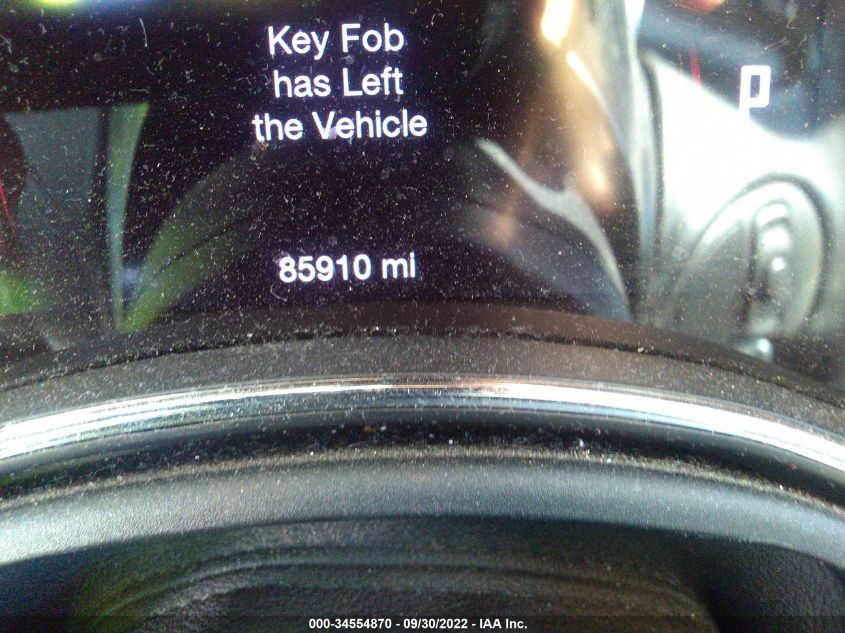 Key Fob
has Left
the Vehicle
P
85910 mi
000-34554870 - 09/30/2022 - IAA Inc.